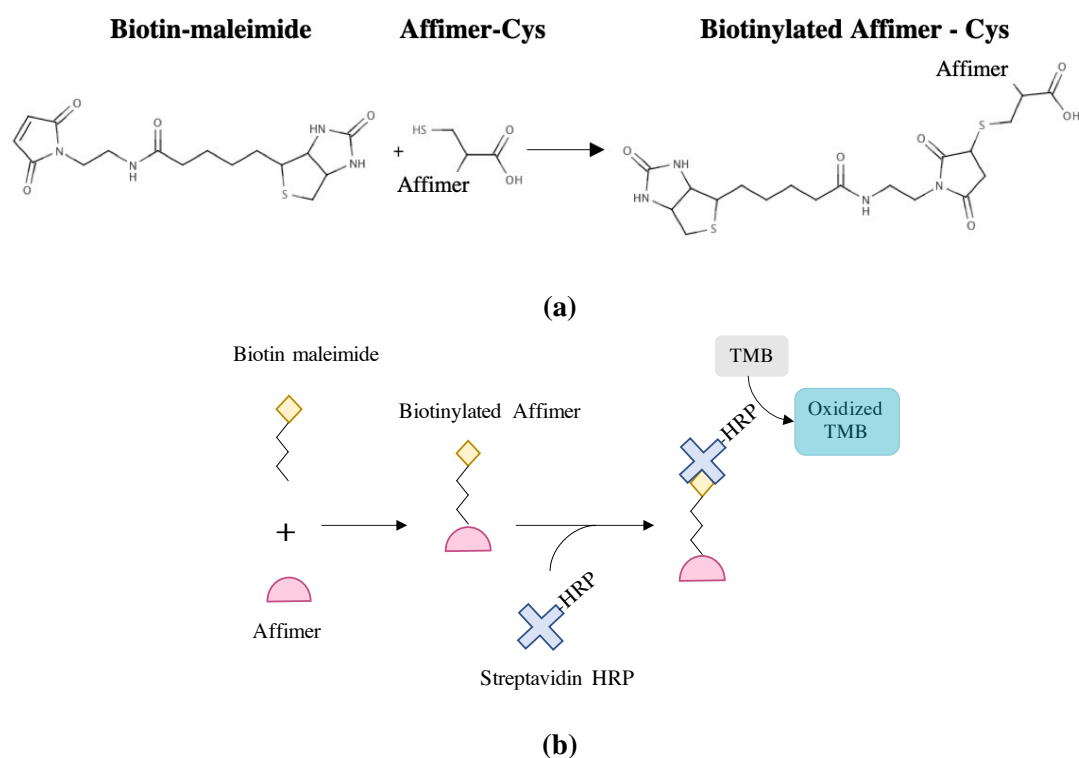 Biotin-maleimide Affimer-Cys Biotinylated Affimer - Cys
O
N
O
O
N
H
HN
O
NH
S
+
HS
O
OH
Affimer
O
HN
NH
S
O
N
H
O
N
O
S
Affimer
O
OH
(a)
Biotin maleimide
+
Affimer
Biotinylated Affimer
-HRP
Streptavidin HRP
-HRP
TMB
Oxidized
TMB
(b)